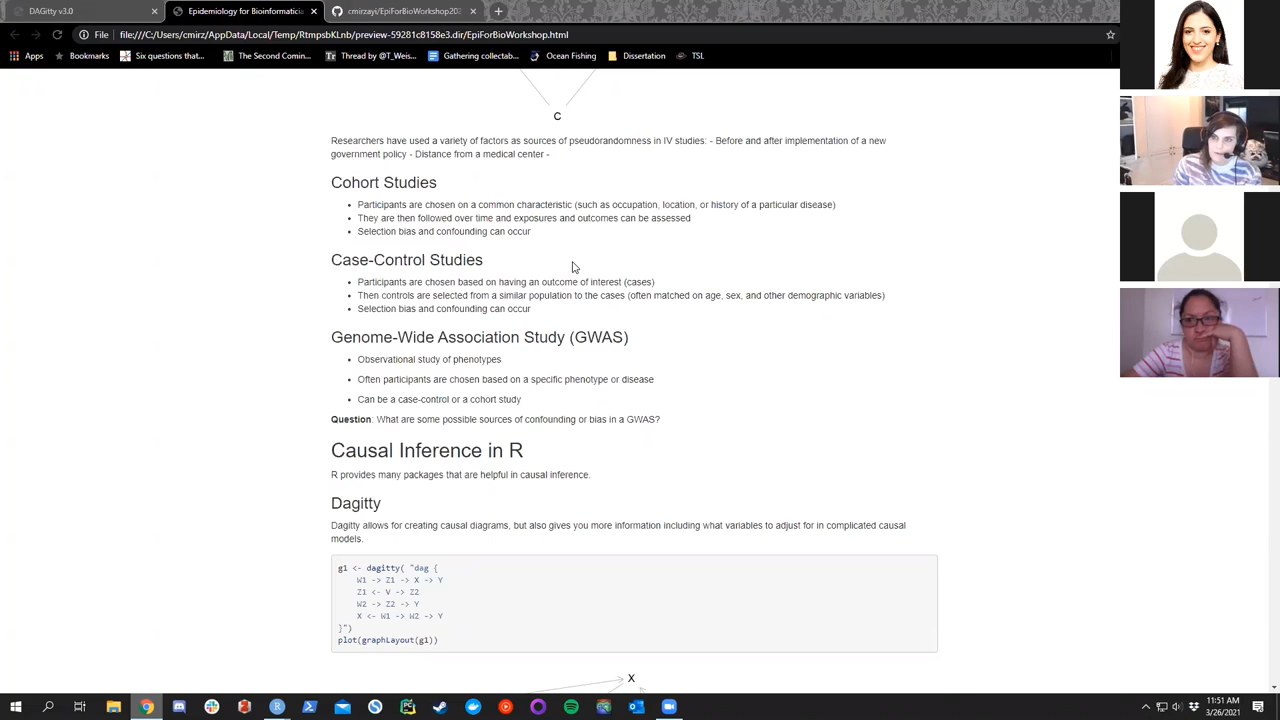 DAGitty v3.0
Epidemiology for Bioinformatician
cmirzayi/EpiForBioWorkshop202
File
file:///C:/Users/cmirz/AppData/Local/Temp/RtmpsbKLnb/preview-59281c8158e3.dir/EpiForBioWorkshop.html
Apps
Bookmarks
Six questions that...
The Second Comin...
Thread by @T_Weis...
Gathering collectab...
Ocean Fishing
Dissertation
TSL
C
Researchers have used a variety of factors as sources of pseudorandomness in IV studies: - Before and after implementation of a new
government policy - Distance from a medical center -
Cohort Studies
• Participants are chosen on a common characteristic (such as occupation, location, or history of a particular disease)
• They are then followed over time and exposures and outcomes can be assessed
• Selection bias and confounding can occur
Case-Control Studies
• Participants are chosen based on having an outcome of interest (cases)
• Then controls are selected from a similar population to the cases (often matched on age, sex, and other demographic variables)
• Selection bias and confounding can occur
Genome-Wide Association Study (GWAS)
• Observational study of phenotypes
• Often participants are chosen based on a specific phenotype or disease
• Can be a case-control or a cohort study
Question: What are some possible sources of confounding or bias in a GWAS?
Causal Inference in R
R provides many packages that are helpful in causal inference.
Dagitty
Dagitty allows for creating causal diagrams, but also gives you more information including what variables to adjust for in complicated causal
models.
g1 <- dagitty( "dag {
W1 -> Z1 -> X -> Y
Z1 <- V -> Z2
W2 -> Z2 -> Y
X <- W1 -> W2 -> Y
}")
plot(graphLayout(g1))
X
11:51 AM
3/26/2021